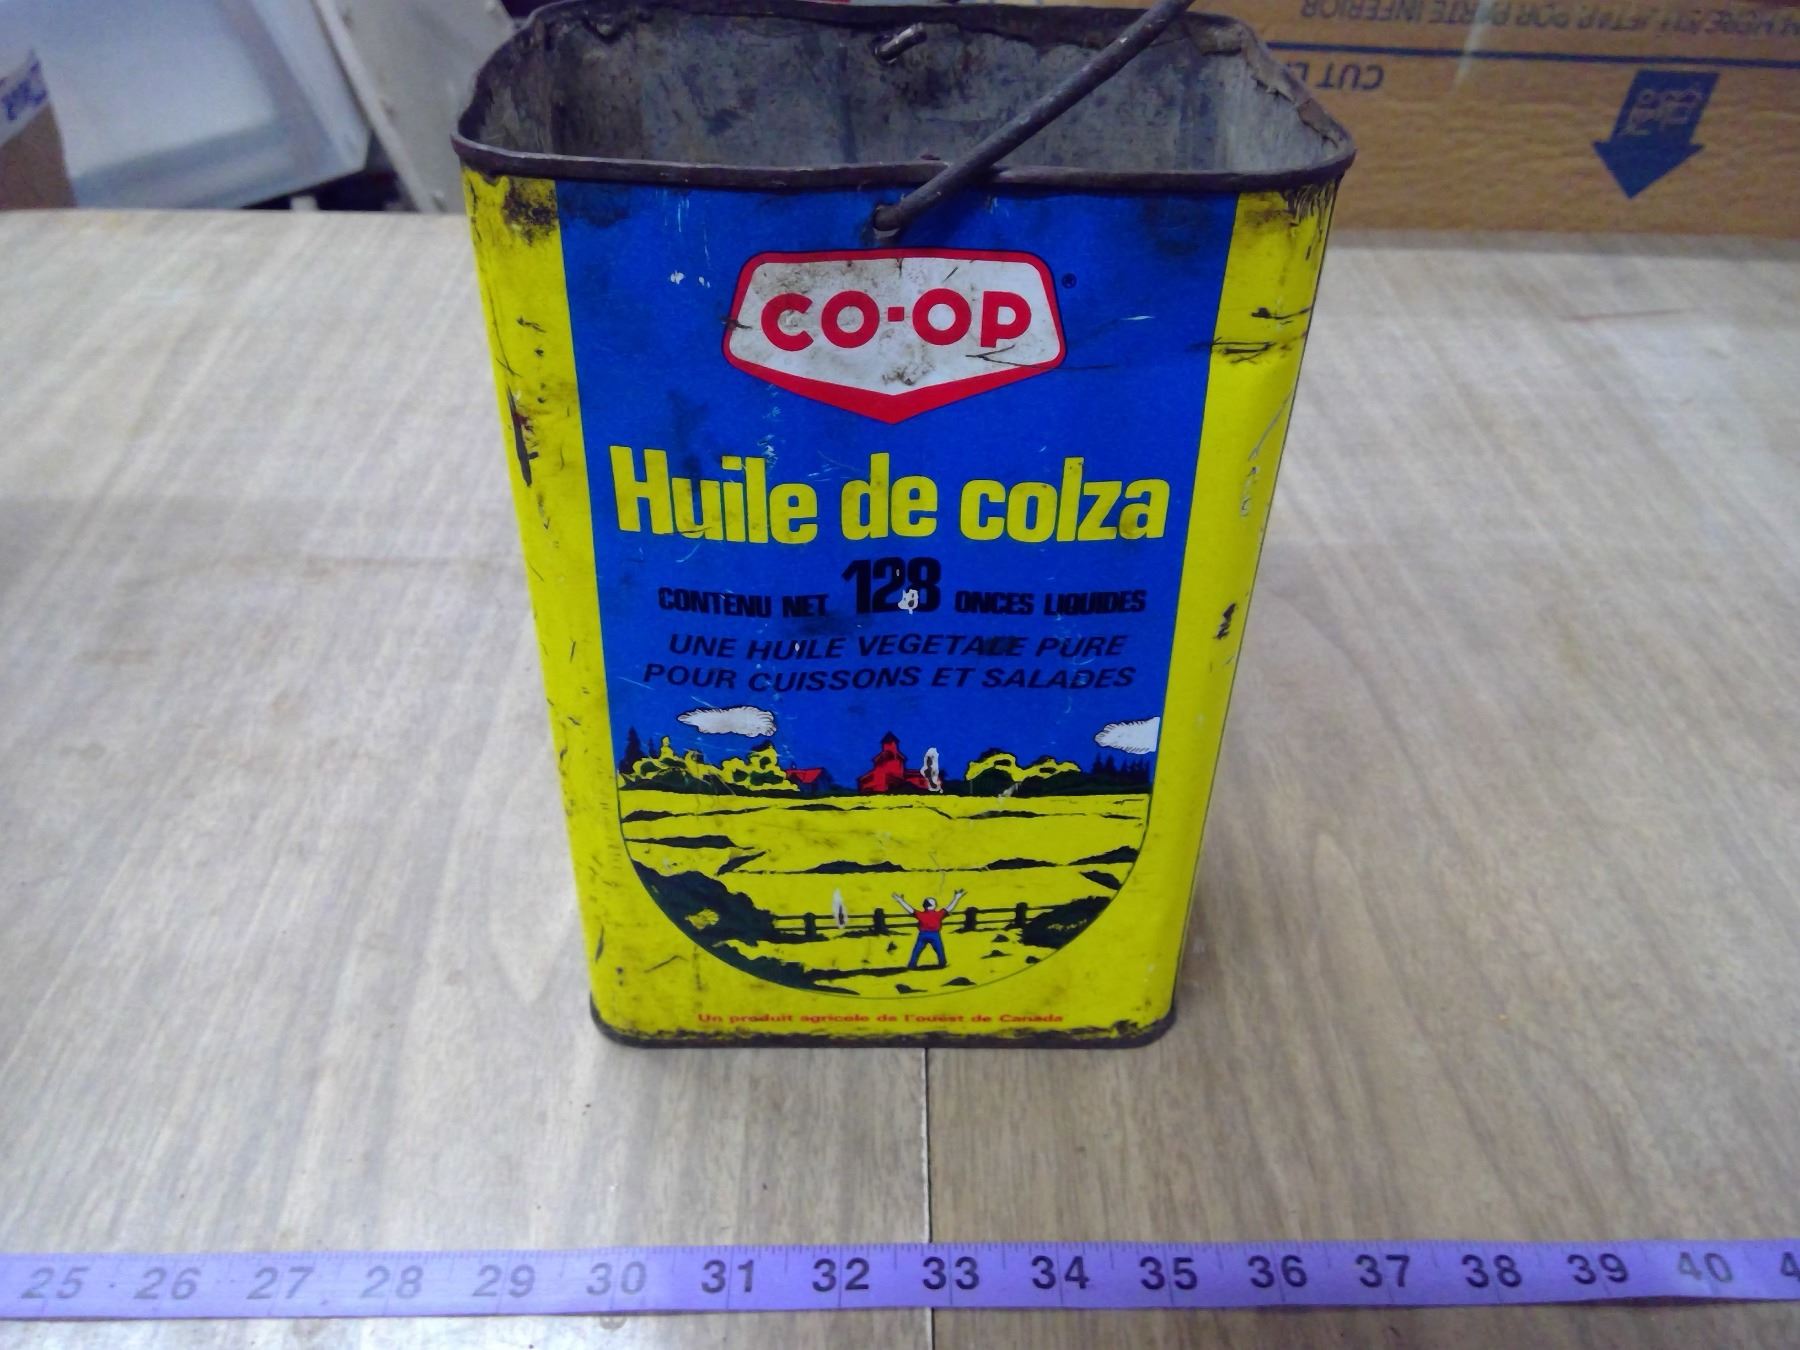 CO-OP
®
Huile de colza
CONTENU NET 128 ONCES LIQUIDES
UNE HUILE VEGETALE PURE
POUR CUISSONS ET SALADES
Un produit agricole de l'ouest de Canada
CUT
25 26 27 28 29 30 31 32 33 34 35 36 37 38 39 40